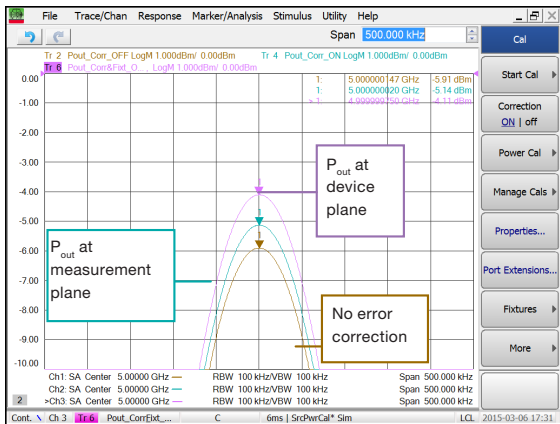 File Trace/Chan Response Marker/Analysis Stimulus Utility Help
Span 500.000 kHz
Tr 2 Pout_Corr_OFF LogM 1.000dBm/ 0.00dBm Tr 4 Pout_Corr_ON LogM 1.000dBm/ 0.00dBm
Tr 6 Pout_Corr&Fixt_O... LogM 1.000dBm/ 0.00dBm
1: 5.000000147 GHz -5.91 dBm
1: 5.000000020 GHz -5.14 dBm
> 1: 4.999999750 GHz -4.11 dBm
0.00
-1.00
-2.00
-3.00
-4.00
-5.00
-6.00
-7.00
-8.00
-9.00
-10.00
Pout at
device
plane
Pout at
measurement
plane
No error
correction
1
1
1
Ch1: SA Center 5.00000 GHz — RBW 100 kHz/VBW 100 kHz Span 500.000 kHz
Ch2: SA Center 5.00000 GHz — RBW 100 kHz/VBW 100 kHz Span 500.000 kHz
2 >Ch3: SA Center 5.00000 GHz — RBW 100 kHz/VBW 100 kHz Span 500.000 kHz
Cont. Ch 3 Tr 6 Pout_CorrFixt_... C 6ms | SrcPwrCal* Sim LCL 2015-03-06 17:31
Cal
Start Cal
Correction
ON | off
Power Cal
Manage Cals
Properties...
Port Extensions...
Fixtures
More